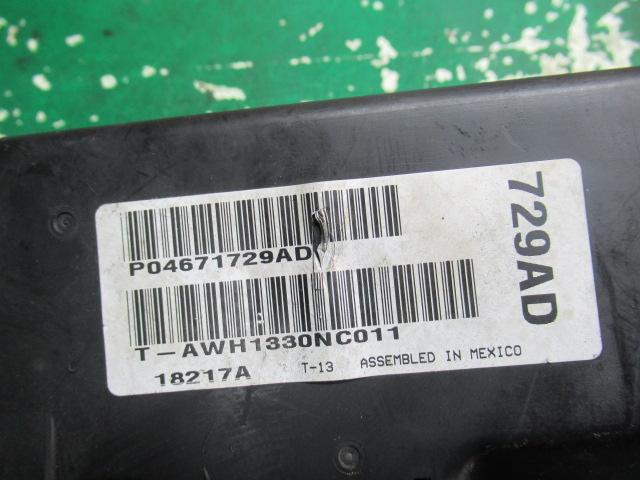 P04671729AD
T-AWH1330NC011
18217A T-13 ASSEMBLED IN MEXICO
729AD